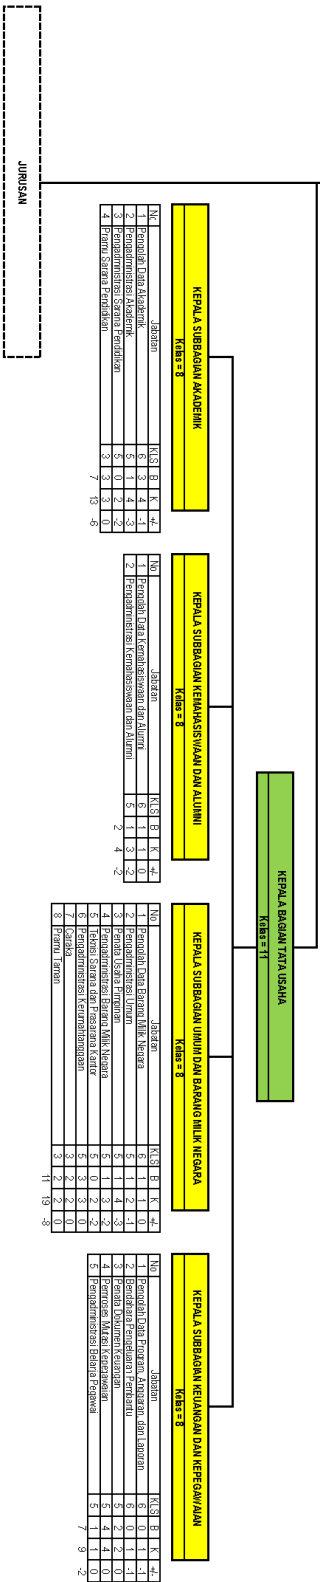 KEPALA BAGIAN TATA USAHA
Kelas = 11
JURUSAN
KEPALA SUBBAGIAN AKADEMIK
Kelas = 8
No Jabatan KLS B K +/-
1 Pengolah Data Akademik 6 3 4 -1
2 Pengadministrasi Akademik 5 1 4 -3
3 Pengadministrasi Sarana Pendidikan 5 0 2 -2
4 Pramu Sarana Pendidikan 3 3 3 0
7 13 -6
KEPALA SUBBAGIAN KEMAHASISWAAN DAN ALUMNI
Kelas = 8
No Jabatan KLS B K +/-
1 Pengolah Data Kemahasiswaan dan Alumni 6 1 1 0
2 Pengadministrasi Kemahasiswaan dan Alumni 5 1 3 -2
2 4 -2
KEPALA SUBBAGIAN UMUM DAN BARANG MILIK NEGARA
Kelas = 8
No Jabatan KLS B K +/-
1 Pengolah Data Barang Milik Negara 6 1 1 0
2 Pengadministrasi Umum 5 1 2 -1
3 Penata Usaha Pimpinan 5 1 4 -3
4 Pengadministrasi Barang Milik Negara 5 1 3 -2
5 Teknisi Sarana dan Prasarana Kantor 5 0 2 -2
6 Pengadministrasi Kerumahtanggaan 5 3 3 0
7 Caraka 3 2 2 0
8 Pramu Taman 3 2 2 0
11 19 -8
KEPALA SUBBAGIAN KEUANGAN DAN KEPEGAWAIAN
Kelas = 8
No Jabatan KLS B K +/-
1 Pengolah Data Program, Anggaran, dan Laporan 6 0 1 -1
2 Bendahara Pengeluaran Pembantu 6 0 1 -1
3 Penata Dokumen Keuangan 5 2 2 0
4 Pemroses Mutasi Kepegawaian 5 4 4 0
5 Pengadministrasi Belanja Pegawai 5 1 1 0
7 9 -2